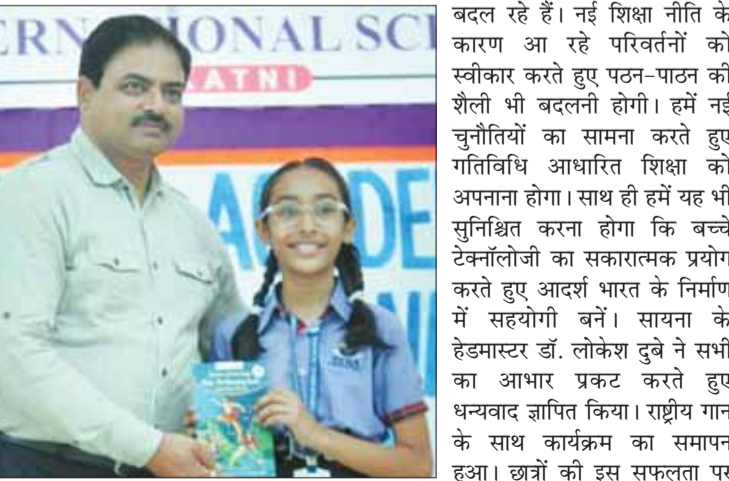 ERNATIONAL SC
KATNI
ACADE
बदल रहे हैं। नई शिक्षा नीति के
कारण आ रहे परिवर्तनों को
स्वीकार करते हुए पठन-पाठन की
शैली भी बदलनी होगी। हमें नई
चुनौतियों का सामना करते हुए
गतिविधि आधारित शिक्षा को
अपनाना होगा। साथ ही हमें यह भी
सुनिश्चित करना होगा कि बच्चे
टेक्नॉलोजी का सकारात्मक प्रयोग
करते हुए आदर्श भारत के निर्माण
में सहयोगी बनें। सायना के
हेडमास्टर डॉ. लोकेश दुबे ने सभी
का आभार प्रकट करते हुए
धन्यवाद ज्ञापित किया। राष्ट्रीय गान
के साथ कार्यक्रम का समापन
हुआ। छात्रों की इस सफलता पर